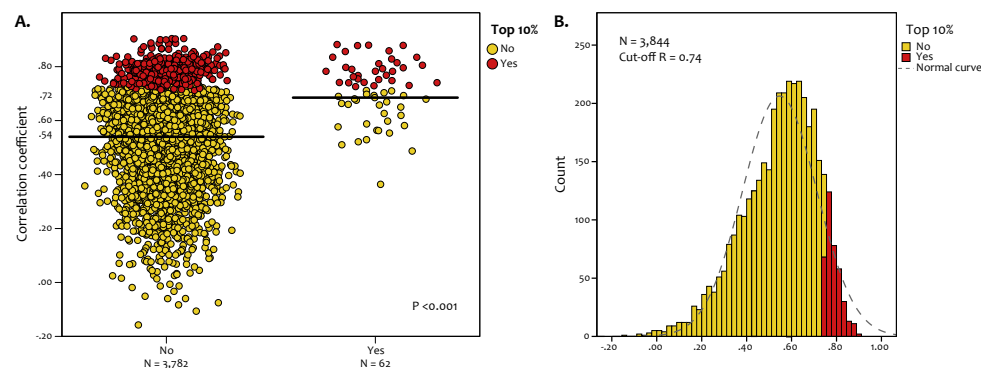 A.
Correlation coefficient
.80
.72
.60
.54
.40
.20
.00
-.20
No
N = 3,782
Yes
N = 62
P <0.001
Top 10%
No
Yes
B.
Count
250
200
150
100
50
0
-.20
.00
.20
.40
.60
.80
1.00
N = 3,844
Cut-off R = 0.74
Top 10%
No
Yes
Normal curve